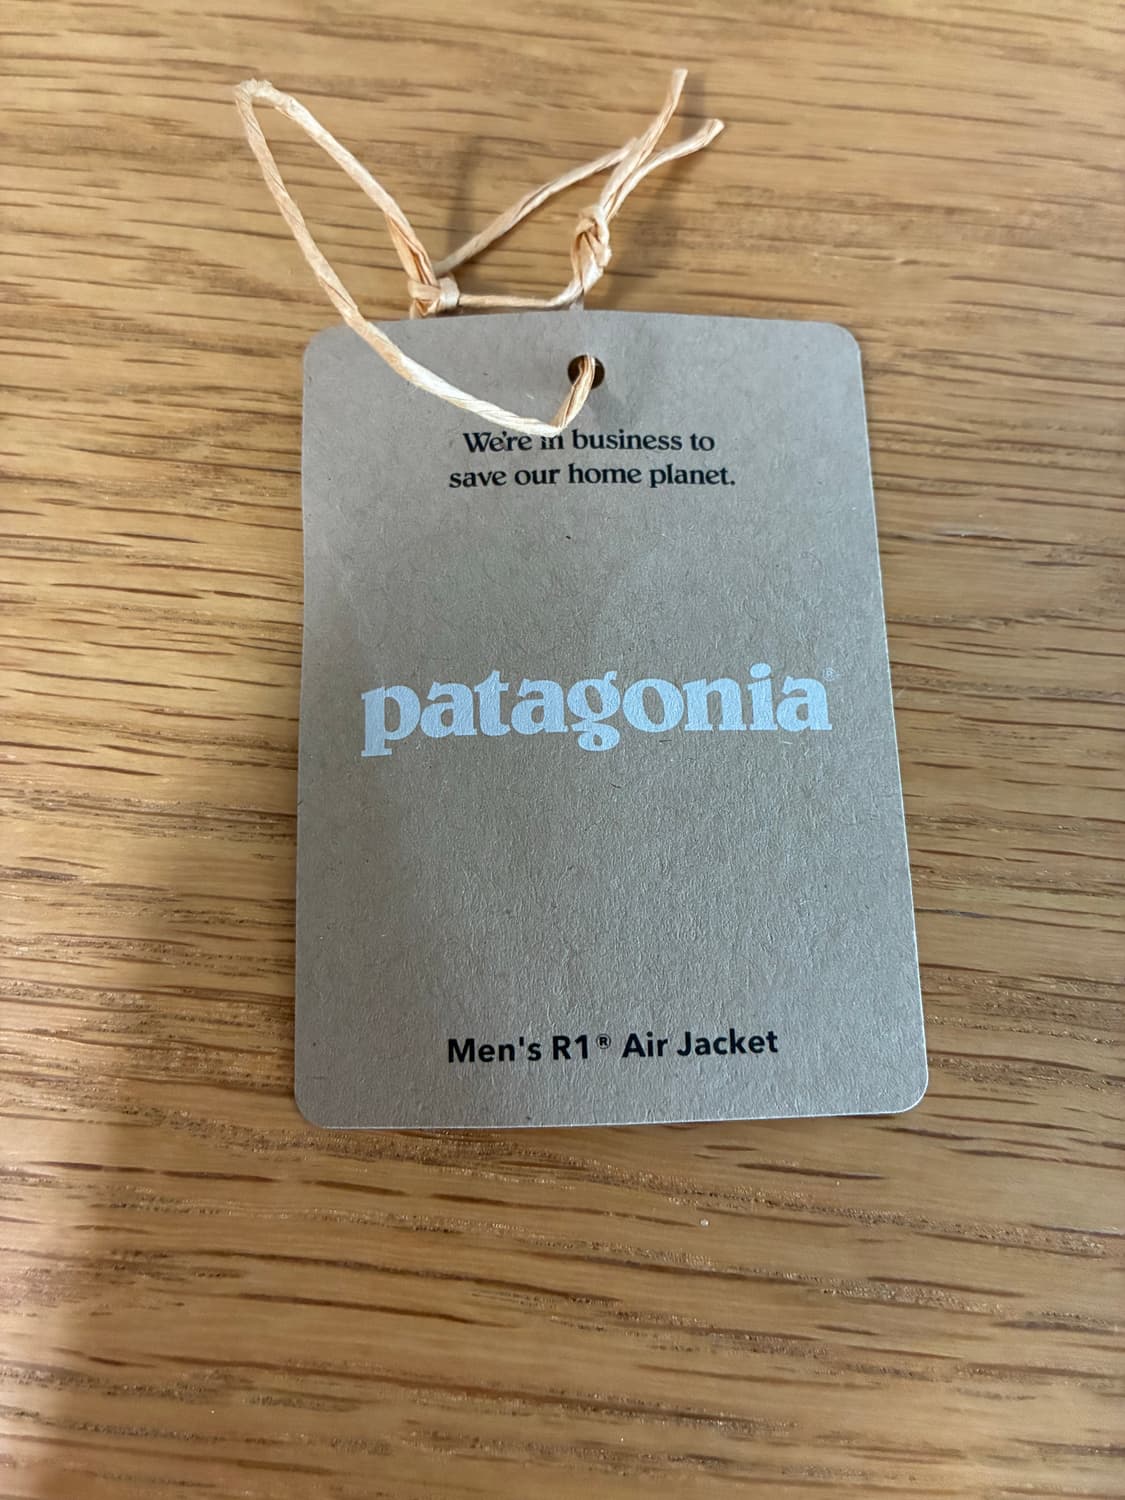 We're in business to
save our home planet.
patagonia®
Men's R1® Air Jacket